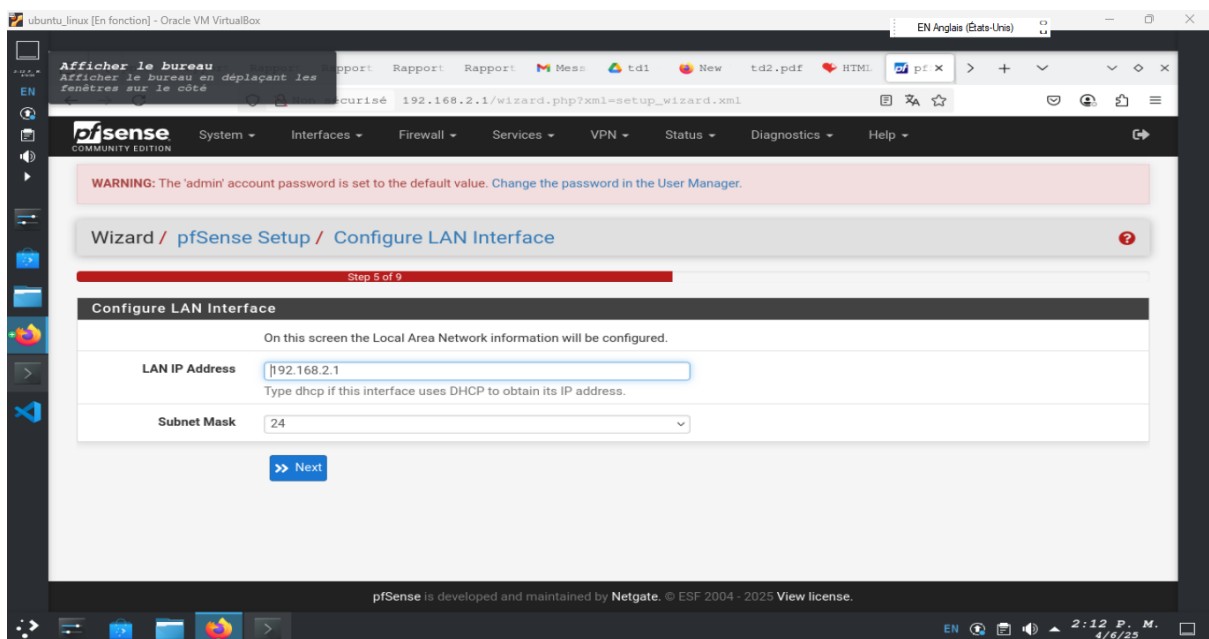 ubuntu_linux [En fonction] - Oracle VM VirtualBox
EN Anglais (États-Unis)
Afficher le bureau
Afficher le bureau en déplaçant les
fenêtres sur le côté
Rapport Rapport Mess td1 New td2.pdf HTML pf
EN
192.168.2.1/wizard.php?xml=setup_wizard.xml
pfsense
COMMUNITY EDITION
System Interfaces Firewall Services VPN Status Diagnostics Help
WARNING: The 'admin' account password is set to the default value. Change the password in the User Manager.
Wizard / pfSense Setup / Configure LAN Interface
Step 5 of 9
Configure LAN Interface
On this screen the Local Area Network information will be configured.
LAN IP Address 192.168.2.1
Type dhcp if this interface uses DHCP to obtain its IP address.
Subnet Mask 24
Next
pfSense is developed and maintained by Netgate. © ESF 2004 - 2025 View license.
EN 2:12 P. M.
4/6/25